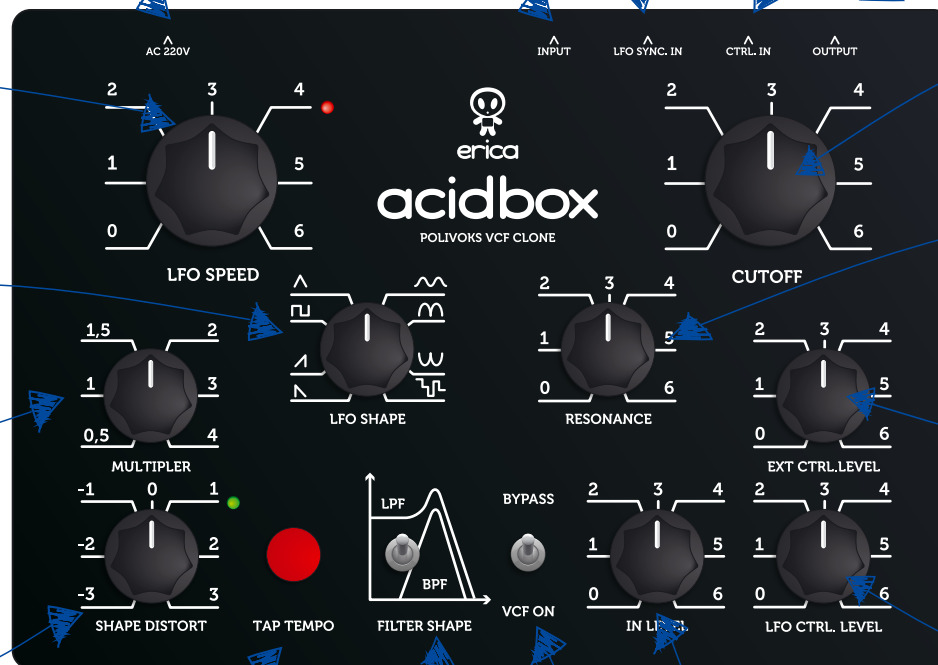 AC 220V
INPUT
LFO SYNC. IN
CTRL. IN
OUTPUT
2 3 4
1 5
0 6
LFO SPEED
erica
acidbox
POLIVOKS VCF CLONE
2 3 4
1 5
0 6
CUTOFF
LFO SHAPE
2 3 4
1 5
0 6
RESONANCE
1,5 2
1 3
0,5 4
MULTIPLER
2 3 4
1 5
0 6
EXT CTRL.LEVEL
-1 0 1
-2 2
-3 3
SHAPE DISTORT
TAP TEMPO
LPF
BPF
FILTER SHAPE
BYPASS
VCF ON
2 3 4
1 5
0 6
IN LEVEL
2 3 4
1 5
0 6
LFO CTRL. LEVEL